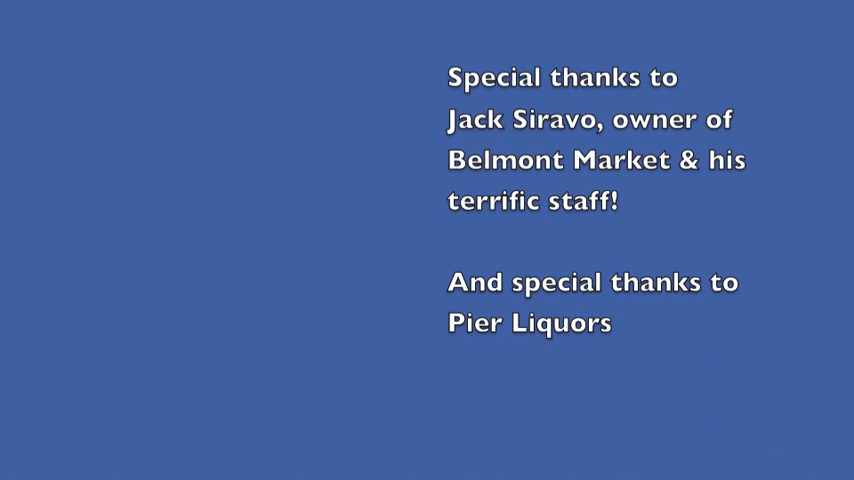 Special thanks to
Jack Siravo, owner of
Belmont Market & his
terrific staff!
And special thanks to
Pier Liquors